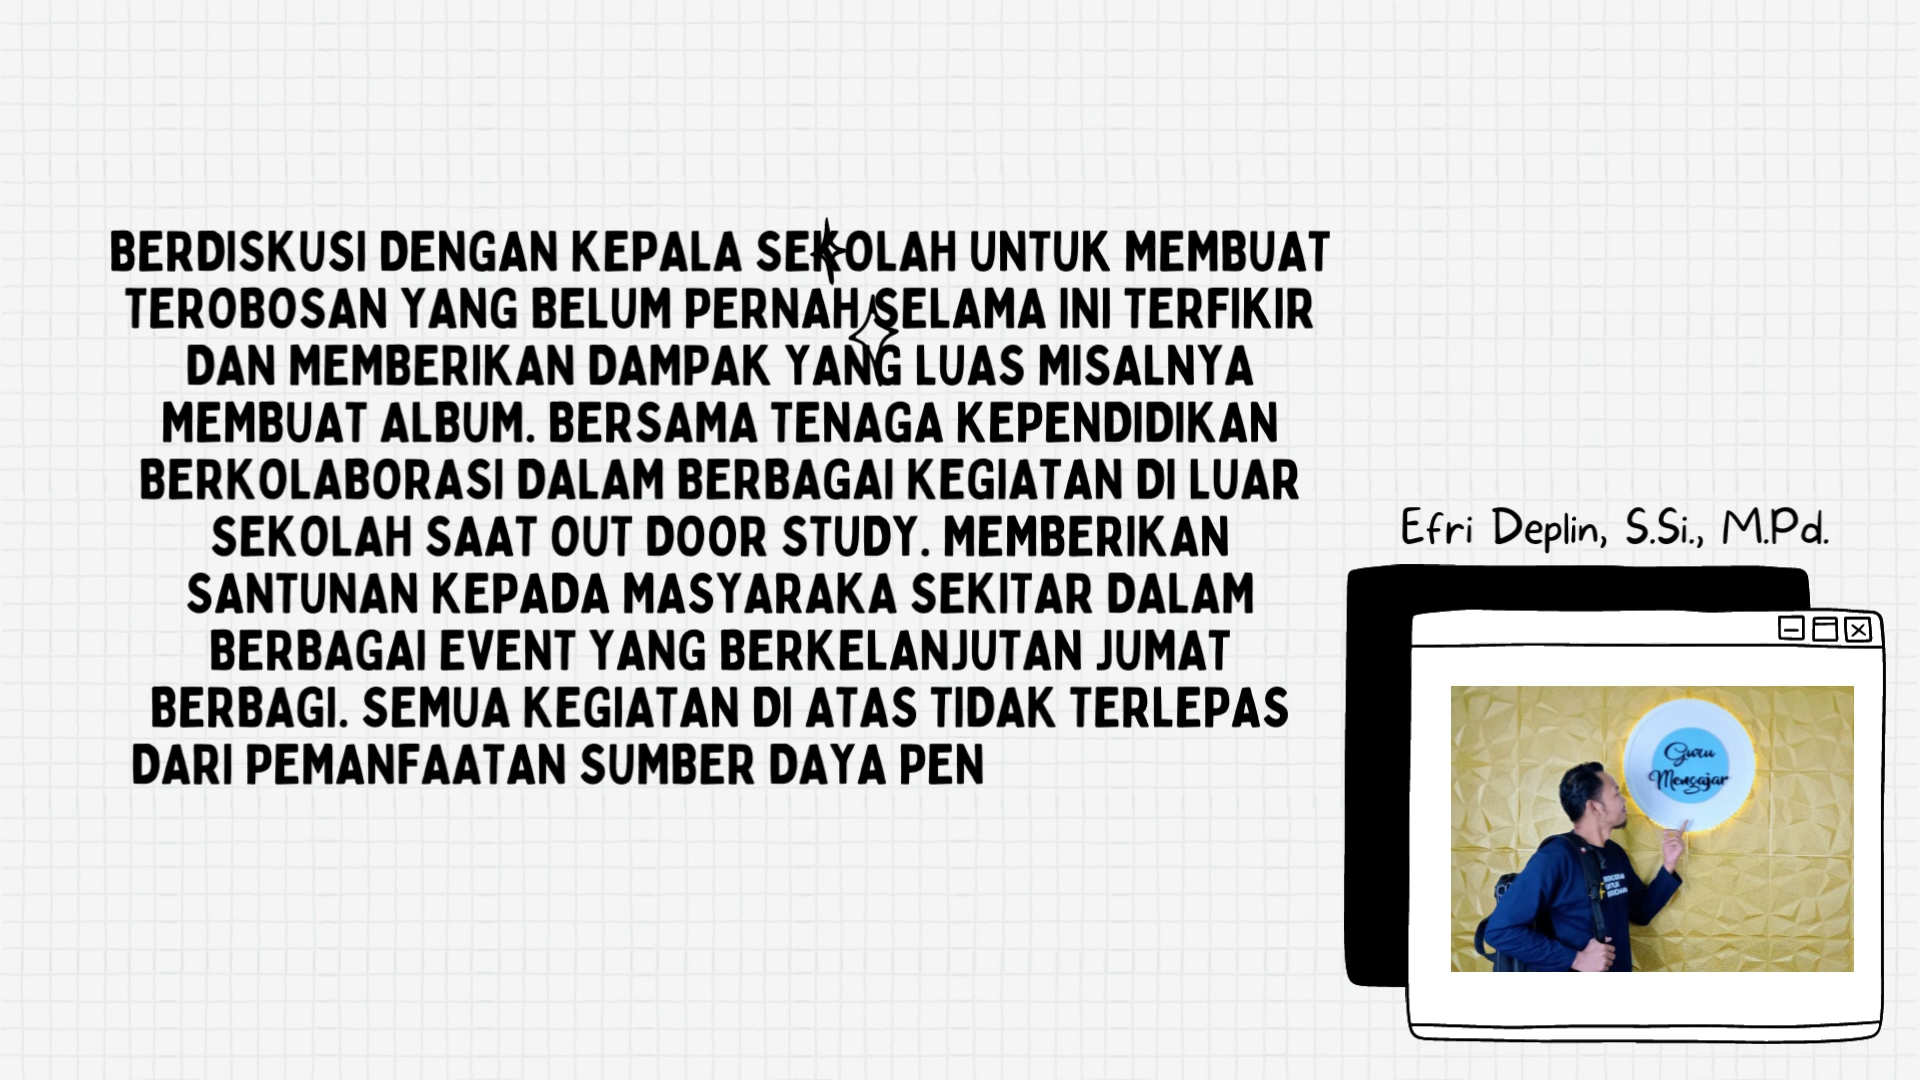 BERDISKUSI DENGAN KEPALA SEKOLAH UNTUK MEMBUAT
TEROBOSAN YANG BELUM PERNAH SELAMA INI TERFIKIR
DAN MEMBERIKAN DAMPAK YANG LUAS MISALNYA
MEMBUAT ALBUM. BERSAMA TENAGA KEPENDIDIKAN
BERKOLABORASI DALAM BERBAGAI KEGIATAN DI LUAR
SEKOLAH SAAT OUT DOOR STUDY. MEMBERIKAN
SANTUNAN KEPADA MASYARAKA SEKITAR DALAM
BERBAGAI EVENT YANG BERKELANJUTAN JUMAT
BERBAGI. SEMUA KEGIATAN DI ATAS TIDAK TERLEPAS
DARI PEMANFAATAN SUMBER DAYA PEN
Efri Deplin, S.Si., M.Pd.
Guru
Mengajar